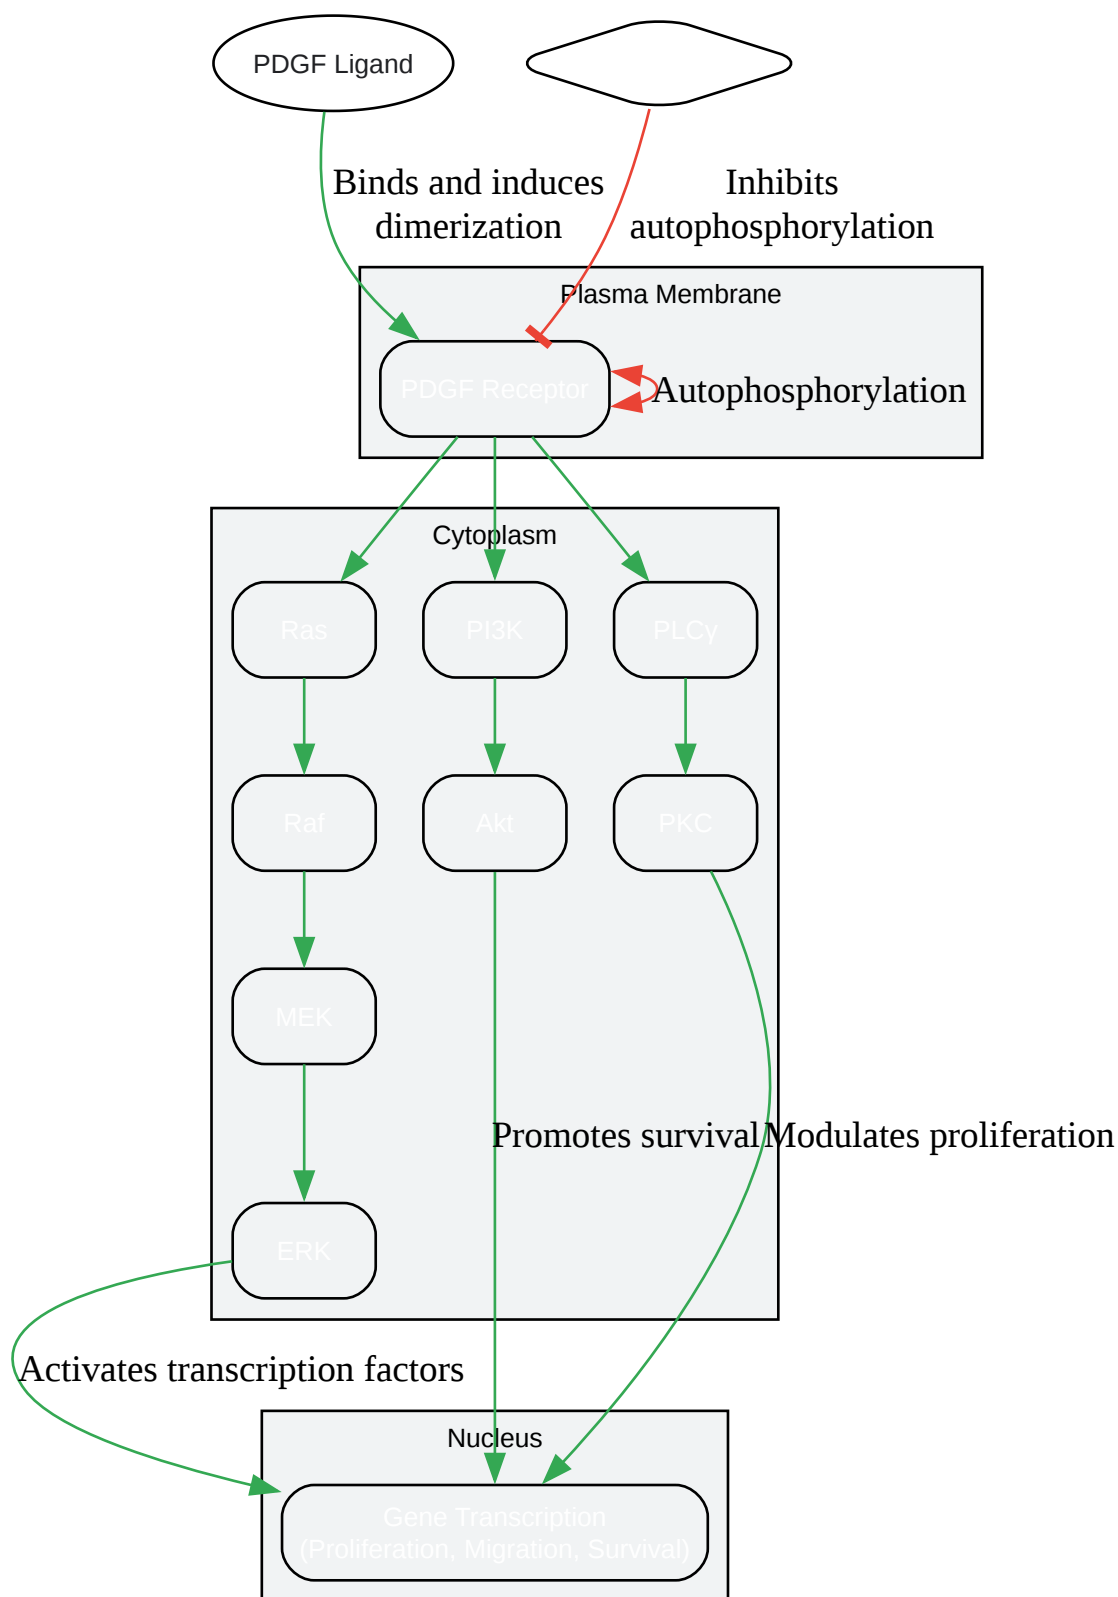 PDGF Ligand
Binds and induces
dimerization
Inhibits
autophosphorylation
Plasma Membrane
PDGF Receptor
Autophosphorylation
Cytoplasm
Ras
PI3K
PLCγ
Raf
Akt
PKC
MEK
Promotes survival
Modulates proliferation
ERK
Activates transcription factors
Nucleus
Gene Transcription
(Proliferation, Migration, Survival)